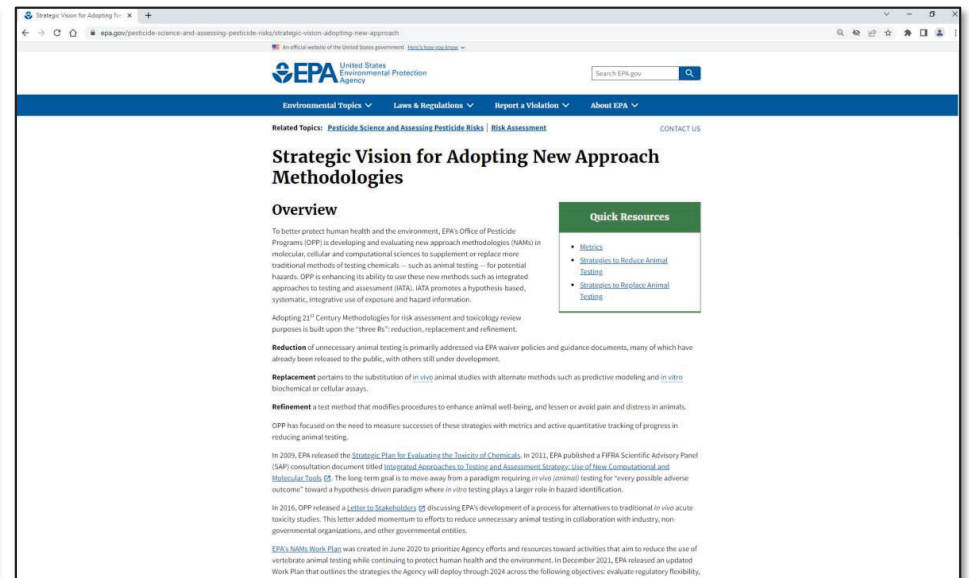 Strategic Vision for Adopting Ne
epa.gov/pesticide-science-and-assessing-pesticide-risks/strategic-vision-adopting-new-approach
An official website of the United States government Here's how you know
EPA United States
Environmental Protection
Agency
Search EPA.gov
Environmental Topics Laws & Regulations Report a Violation About EPA
Related Topics: Pesticide Science and Assessing Pesticide Risks | Risk Assessment
CONTACT US
Strategic Vision for Adopting New Approach
Methodologies
Overview
To better protect human health and the environment, EPA's Office of Pesticide
Programs (OPP) is developing and evaluating new approach methodologies (NAMs) in
molecular, cellular and computational sciences to supplement or replace more
traditional methods of testing chemicals — such as animal testing — for potential
hazards. OPP is enhancing its ability to use these new methods such as integrated
approaches to testing and assessment (IATA). IATA promotes a hypothesis-based,
systematic, integrative use of exposure and hazard information.
Quick Resources
• Metrics
• Strategies to Reduce Animal
Testing
• Strategies to Replace Animal
Testing
Adopting 21st Century Methodologies for risk assessment and toxicology review
purposes is built upon the "three Rs": reduction, replacement and refinement.
Reduction of unnecessary animal testing is primarily addressed via EPA waiver policies and guidance documents, many of which have
already been released to the public, with others still under development.
Replacement pertains to the substitution of in vivo animal studies with alternate methods such as predictive modeling and in vitro
biochemical or cellular assays.
Refinement a test method that modifies procedures to enhance animal well-being, and lessen or avoid pain and distress in animals.
OPP has focused on the need to measure successes of these strategies with metrics and active quantitative tracking of progress in
reducing animal testing.
In 2009, EPA released the Strategic Plan for Evaluating the Toxicity of Chemicals. In 2011, EPA published a FIFRA Scientific Advisory Panel
(SAP) consultation document titled Integrated Approaches to Testing and Assessment Strategy: Use of New Computational and
Molecular Tools. The long term goal is to move away from a paradigm requiring in vivo (animal) testing for "every possible adverse
outcome" toward a hypothesis-driven paradigm where in vitro testing plays a larger role in hazard identification.
In 2016, OPP released a Letter to Stakeholders discussing EPA's development of a process for alternatives to traditional in vivo acute
toxicity studies. This letter added momentum to efforts to reduce unnecessary animal testing in collaboration with industry, non-
governmental organizations, and other governmental entities.
EPA's NAMs Work Plan was created in June 2020 to prioritize Agency efforts and resources toward activities that aim to reduce the use of
vertebrate animal testing while continuing to protect human health and the environment. In December 2021, EPA released an updated
Work Plan that outlines the strategies the Agency will deploy through 2024 across the following objectives: evaluate regulatory flexibility,